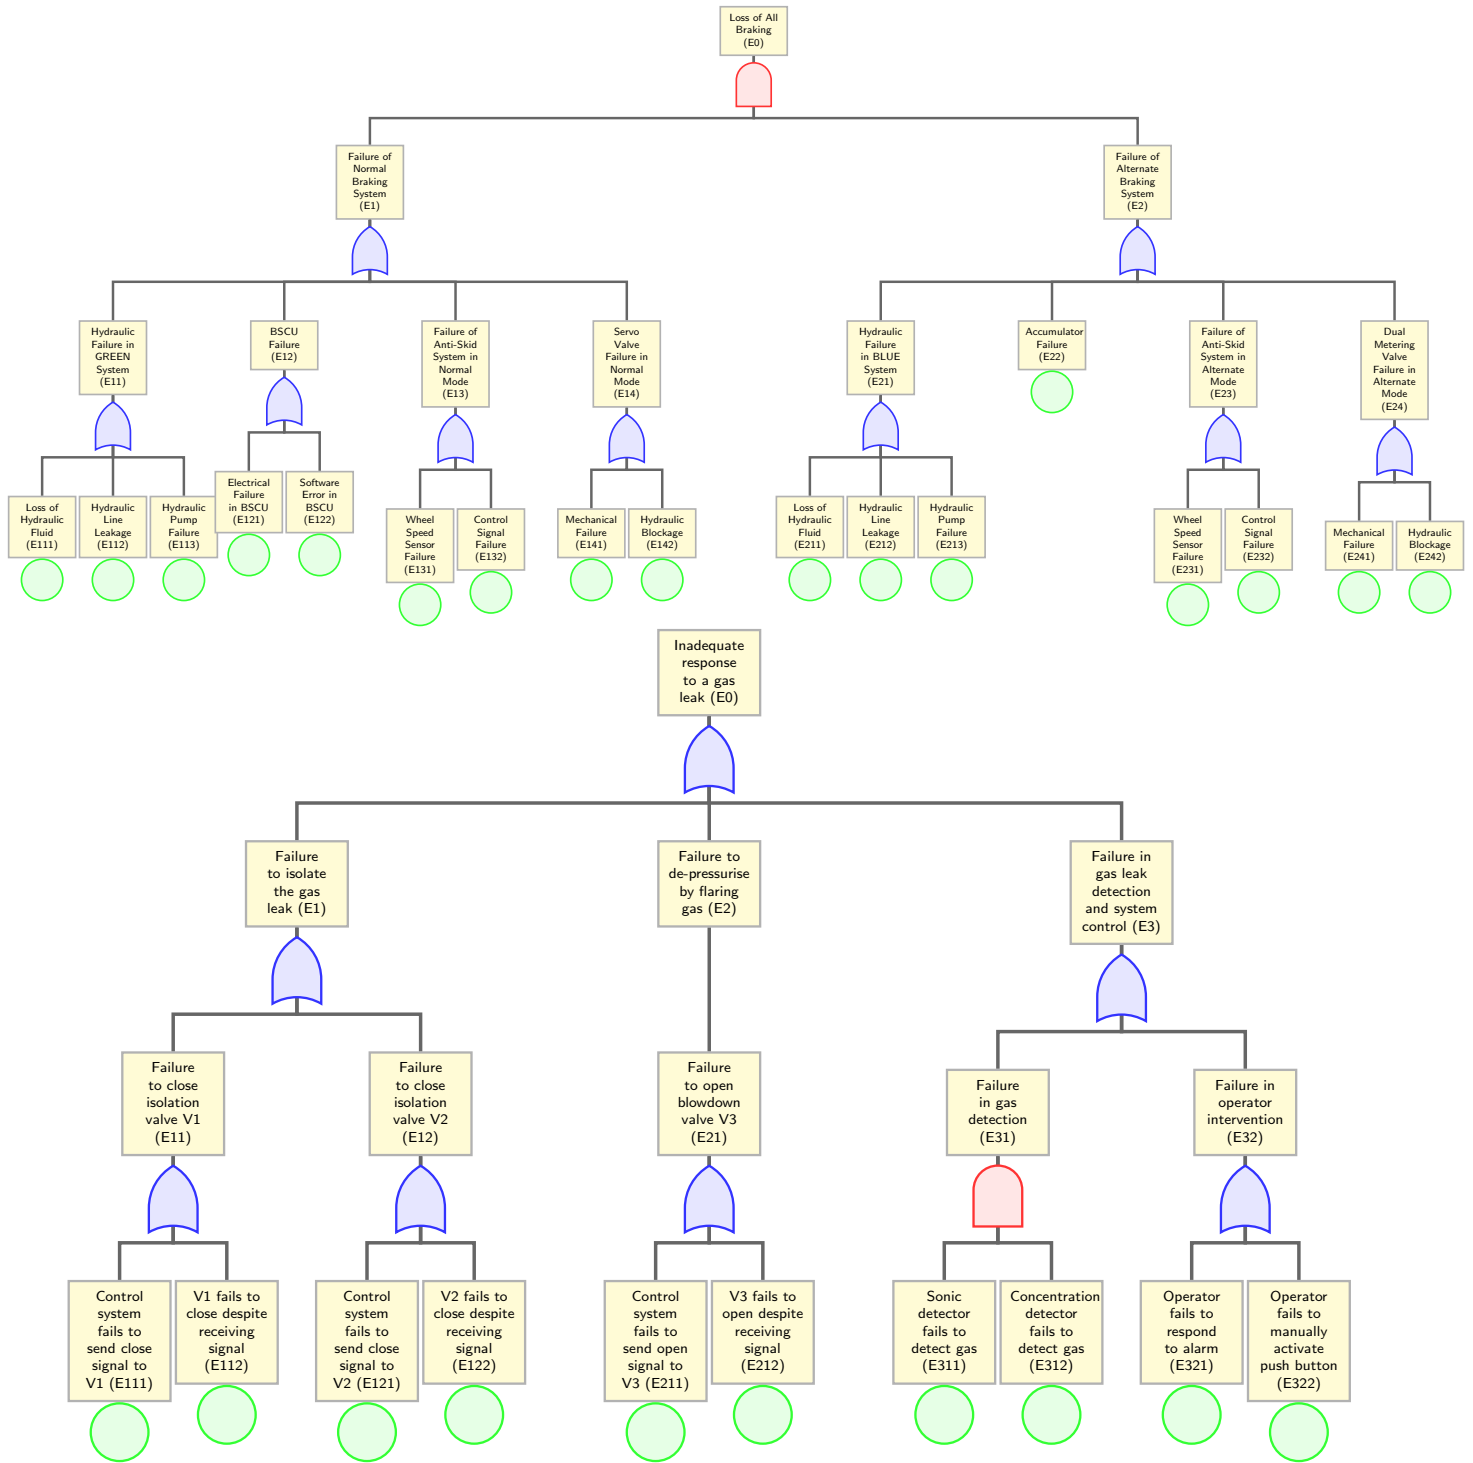 Loss of All
Braking
(E0)
Failure of
Normal
Braking
System
(E1)
Failure of
Alternate
Braking
System
(E2)
Hydraulic
Failure in
GREEN
System
(E11)
BSCU
Failure
(E12)
Failure of
Anti-Skid
System in
Normal
Mode
(E13)
Servo
Valve
Failure in
Normal
Mode
(E14)
Hydraulic
Failure
in BLUE
System
(E21)
Accumulator
Failure
(E22)
Failure of
Anti-Skid
System in
Alternate
Mode
(E23)
Dual
Metering
Valve
Failure in
Alternate
Mode
(E24)
Loss of
Hydraulic
Fluid
(E111)
Hydraulic
Line
Leakage
(E112)
Hydraulic
Pump
Failure
(E113)
Electrical
Failure
in BSCU
(E121)
Software
Error in
BSCU
(E122)
Wheel
Speed
Sensor
Failure
(E131)
Control
Signal
Failure
(E132)
Mechanical
Failure
(E141)
Hydraulic
Blockage
(E142)
Loss of
Hydraulic
Fluid
(E211)
Hydraulic
Line
Leakage
(E212)
Hydraulic
Pump
Failure
(E213)
Wheel
Speed
Sensor
Failure
(E231)
Control
Signal
Failure
(E232)
Mechanical
Failure
(E241)
Hydraulic
Blockage
(E242)
Inadequate
response
to a gas
leak (E0)
Failure
to isolate
the gas
leak (E1)
Failure to
de-pressurise
by flaring
gas (E2)
Failure in
gas leak
detection
and system
control (E3)
Failure
to close
isolation
valve V1
(E11)
Failure
to close
isolation
valve V2
(E12)
Failure
to open
blowdown
valve V3
(E21)
Failure
in gas
detection
(E31)
Failure in
operator
intervention
(E32)
Control
system
fails to
send close
signal to
V1 (E111)
V1 fails to
close despite
receiving
signal
(E112)
Control
system
fails to
send close
signal to
V2 (E121)
V2 fails to
close despite
receiving
signal
(E122)
Control
system
fails to
send open
signal to
V3 (E211)
V3 fails to
open despite
receiving
signal
(E212)
Sonic
detector
fails to
detect gas
(E311)
Concentration
detector
fails to
detect gas
(E312)
Operator
fails to
respond
to alarm
(E321)
Operator
fails to
manually
activate
push button
(E322)